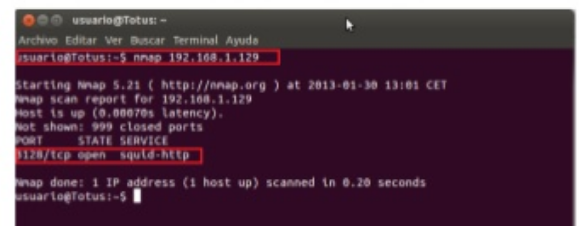 usuario@Totus: ~
Archivo Editar Ver Buscar Terminal Ayuda
usuario@Totus:~$ nmap 192.168.1.129
Starting Nmap 5.21 ( http://nmap.org ) at 2013-01-30 13:01 CET
Nmap scan report for 192.168.1.129
Host is up (0.00070s latency).
Not shown: 999 closed ports
PORT STATE SERVICE
3128/tcp open squid-http
Nmap done: 1 IP address (1 host up) scanned in 0.20 seconds
usuario@Totus:~$